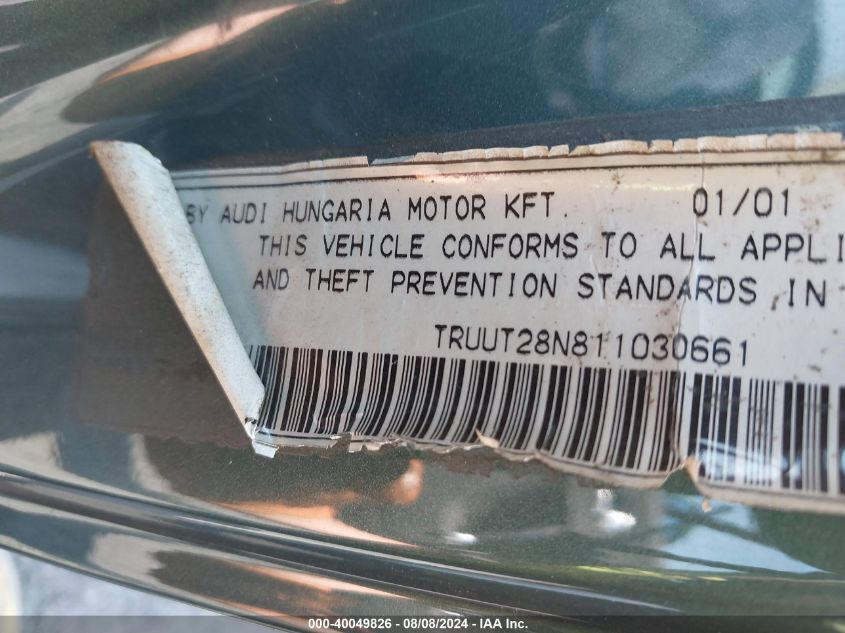 BY AUDI HUNGARIA MOTOR KFT. 01/01
THIS VEHICLE CONFORMS TO ALL APPLI
AND THEFT PREVENTION STANDARDS IN
TRUUT28N811030661
000-40049826 - 08/08/2024 - IAA Inc.